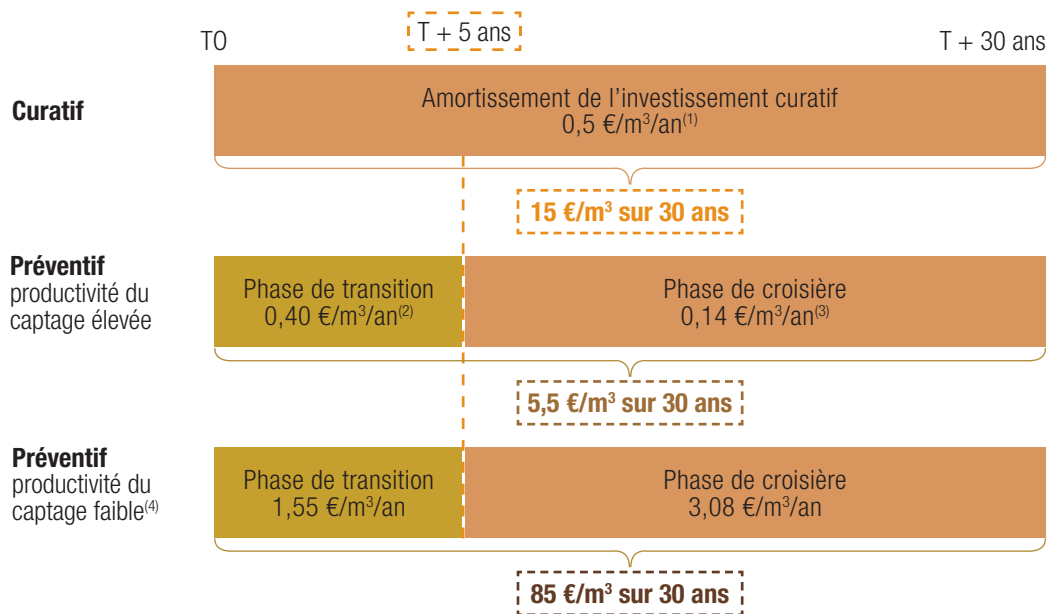 T0
T + 5 ans
T + 30 ans
Curatif
Amortissement de l'investissement curatif
0,5 €/m³/an⁽¹⁾
15 €/m³ sur 30 ans
Préventif
productivité du
captage élevée
Phase de transition
0,40 €/m³/an⁽²⁾
Phase de croisière
0,14 €/m³/an⁽³⁾
5,5 €/m³ sur 30 ans
Préventif
productivité du
captage faible⁽⁴⁾
Phase de transition
1,55 €/m³/an
Phase de croisière
3,08 €/m³/an
85 €/m³ sur 30 ans